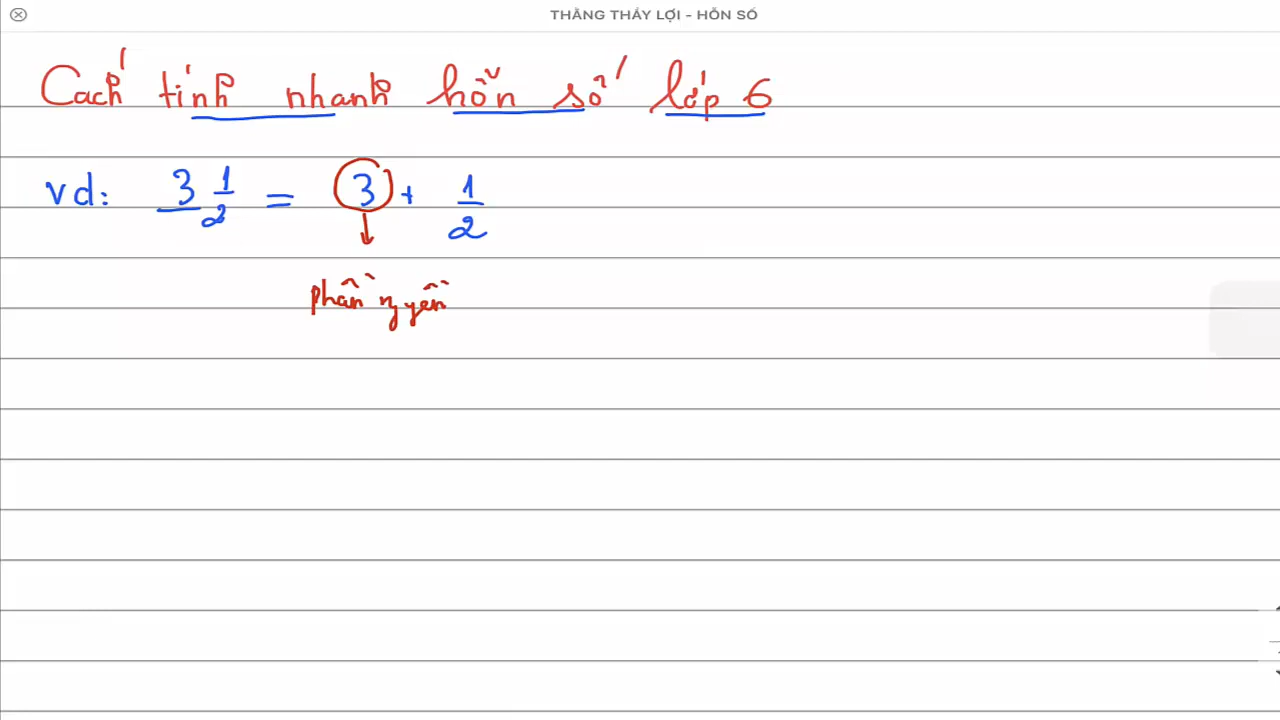 THẰNG THẦY LỢI - HỖN SỐ
Cách tính nhanh hỗn số lớp 6
vd: 3 1/2 = 3 + 1/2
phần nguyên